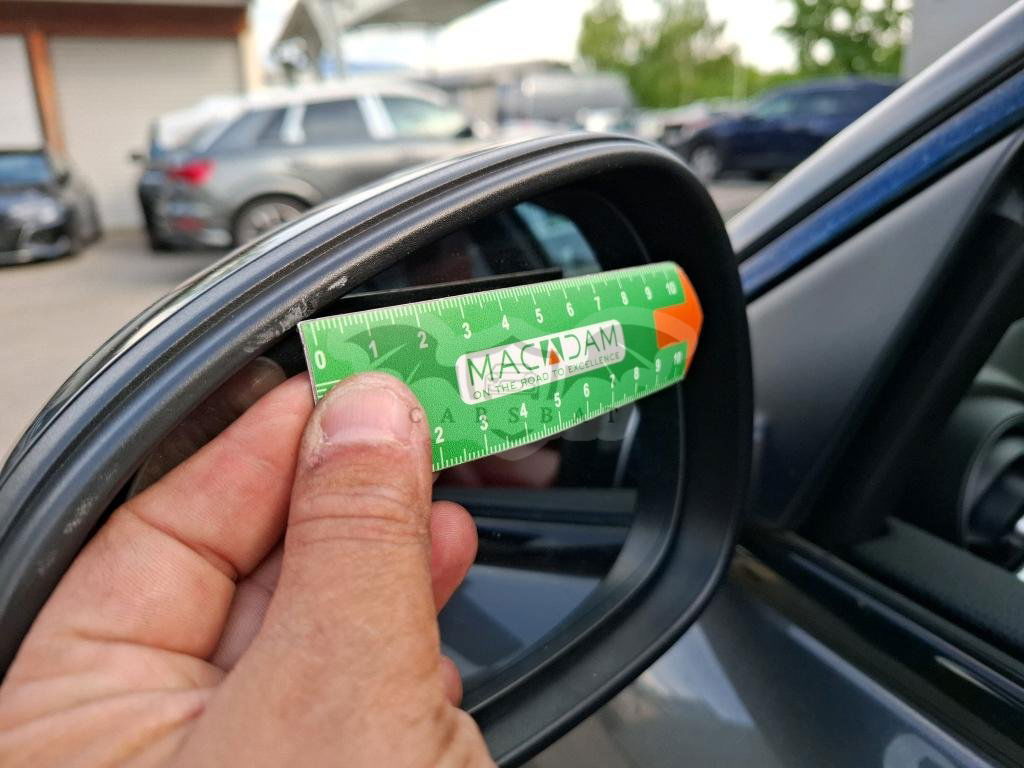 0 1 2 3 4 5 6 7 8 9 10
MACADAM
ON THE ROAD TO EXCELLENCE
2 3 4 5 6 7 8 9 10
CARSBAT